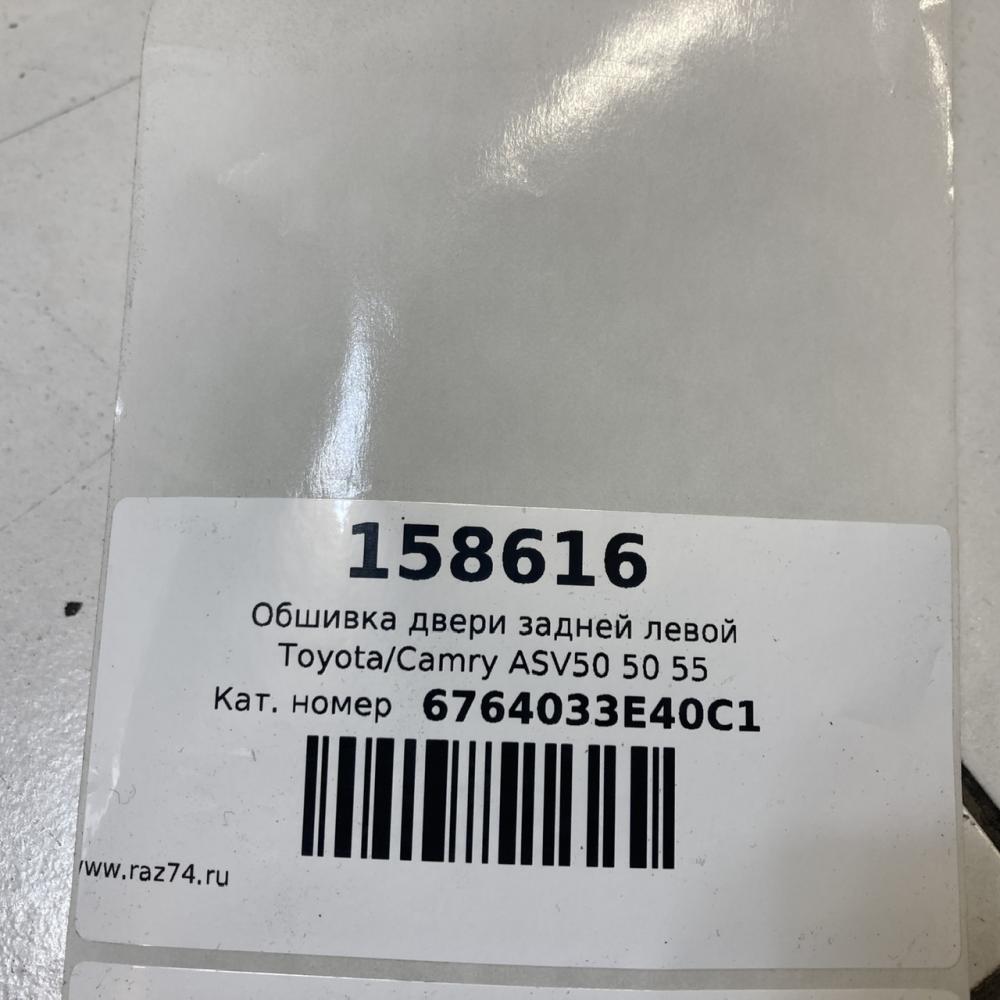 158616
Обшивка двери задней левой
Toyota/Camry ASV50 50 55
Кат. номер 6764033E40C1
www.raz74.ru